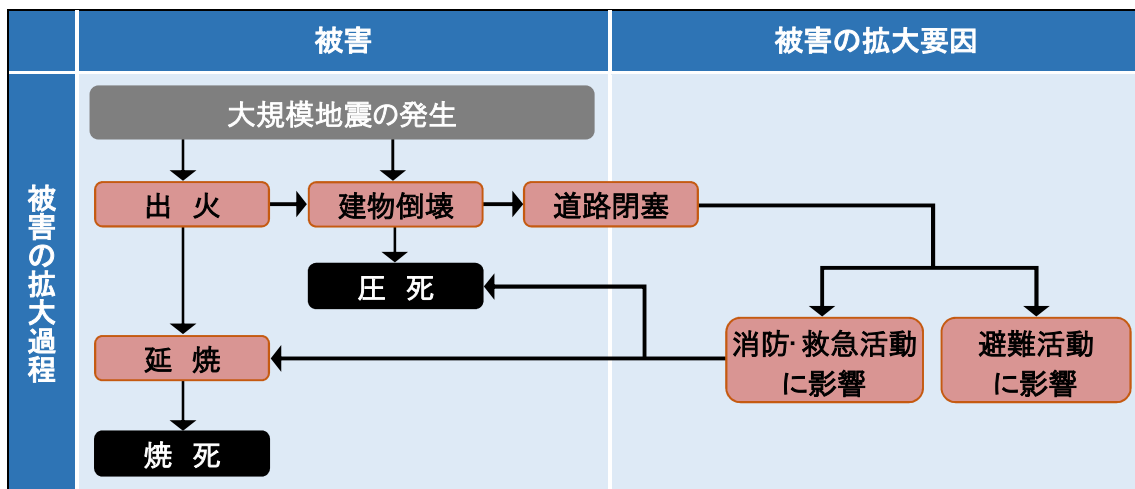 被害
被害の拡大要因
被害の拡大過程
大規模地震の発生
出 火
建物倒壊
道路閉塞
圧 死
延 焼
消防・救急活動
に影響
避難活動
に影響
焼 死